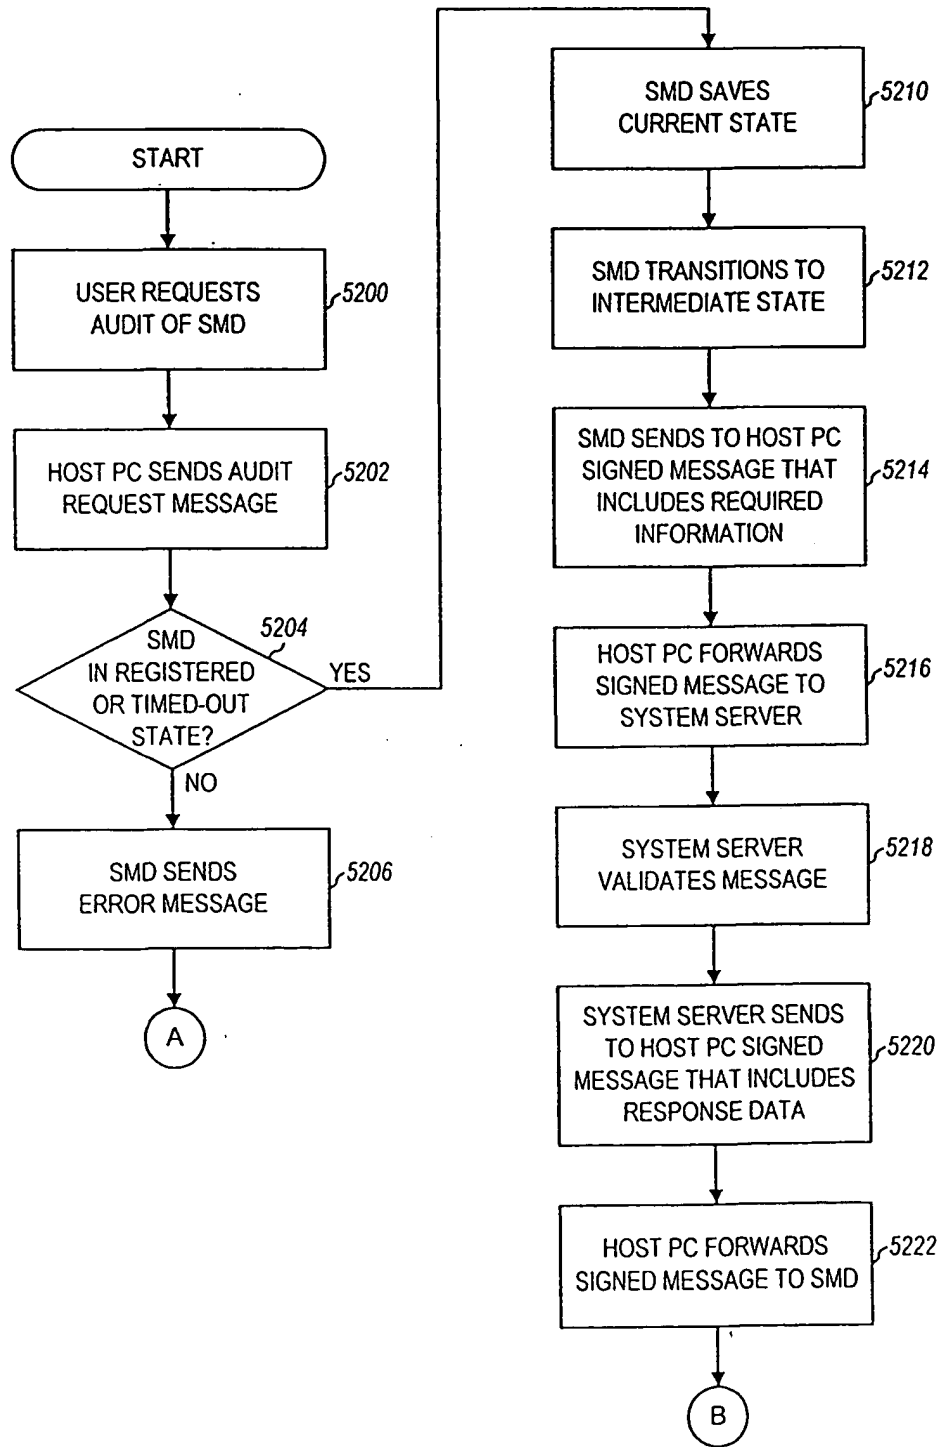 START
USER REQUESTS
AUDIT OF SMD
5200
HOST PC SENDS AUDIT
REQUEST MESSAGE
5202
SMD
IN REGISTERED
OR TIMED-OUT
STATE?
5204
YES
NO
SMD SENDS
ERROR MESSAGE
5206
A
SMD SAVES
CURRENT STATE
5210
SMD TRANSITIONS TO
INTERMEDIATE STATE
5212
SMD SENDS TO HOST PC
SIGNED MESSAGE THAT
INCLUDES REQUIRED
INFORMATION
5214
HOST PC FORWARDS
SIGNED MESSAGE TO
SYSTEM SERVER
5216
SYSTEM SERVER
VALIDATES MESSAGE
5218
SYSTEM SERVER SENDS
TO HOST PC SIGNED
MESSAGE THAT INCLUDES
RESPONSE DATA
5220
HOST PC FORWARDS
SIGNED MESSAGE TO SMD
5222
B